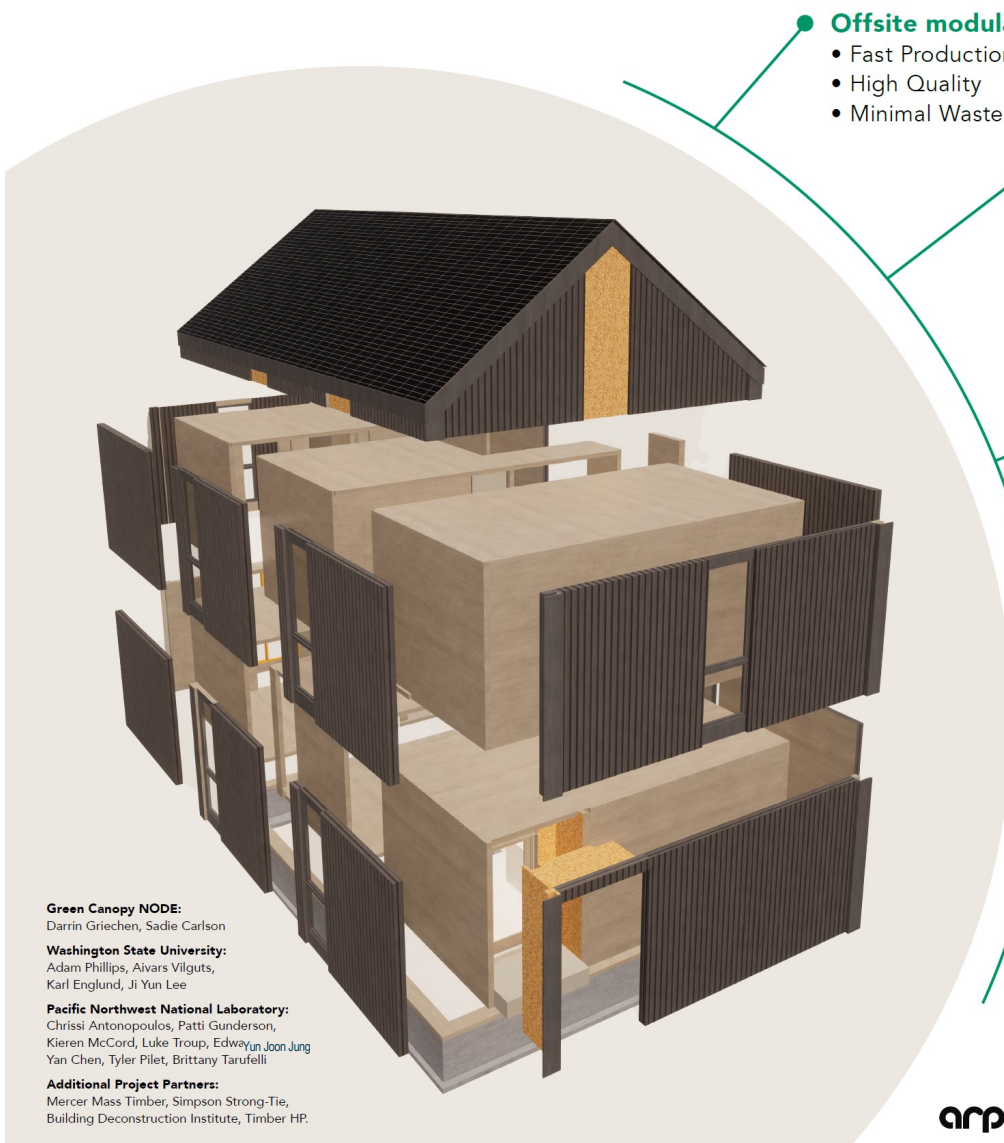 Offsite modula
• Fast Production
• High Quality
• Minimal Waste
Green Canopy NODE:
Darrin Griechen, Sadie Carlson
Washington State University:
Adam Phillips, Aivars Vilguts,
Karl Englund, Ji Yun Lee
Pacific Northwest National Laboratory:
Chrissi Antonopoulos, Patti Gunderson,
Kieren McCord, Luke Troup, Edwa Yun Joon Jung
Yan Chen, Tyler Pilet, Brittany Tarufelli
Additional Project Partners:
Mercer Mass Timber, Simpson Strong-Tie,
Building Deconstruction Institute, Timber HP.
arp